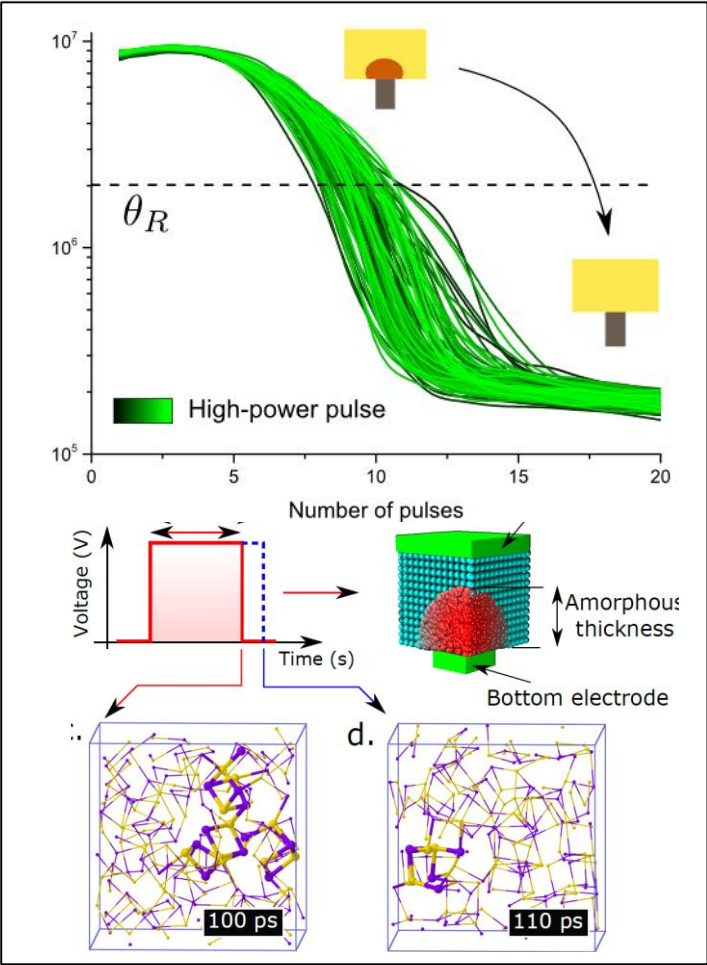 10⁷
θR
10⁶
High-power pulse
10⁵
0 5 10 15 20
Number of pulses
Voltage (V)
Time (s)
Amorphous
thickness
Bottom electrode
d.
100 ps
110 ps